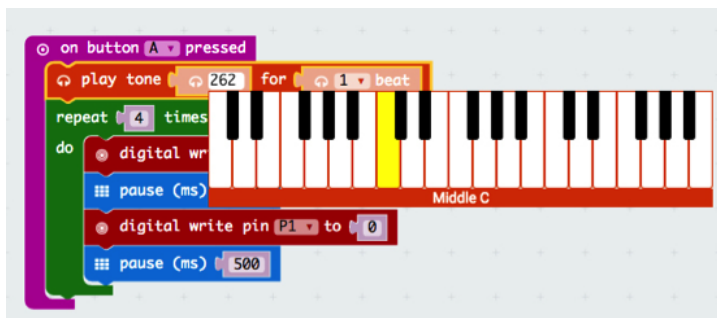 on button A pressed
play tone 262 for 1 beat
repeat 4 times
do digital wr
pause (ms)
Middle C
digital write pin P1 to 0
pause (ms) 500